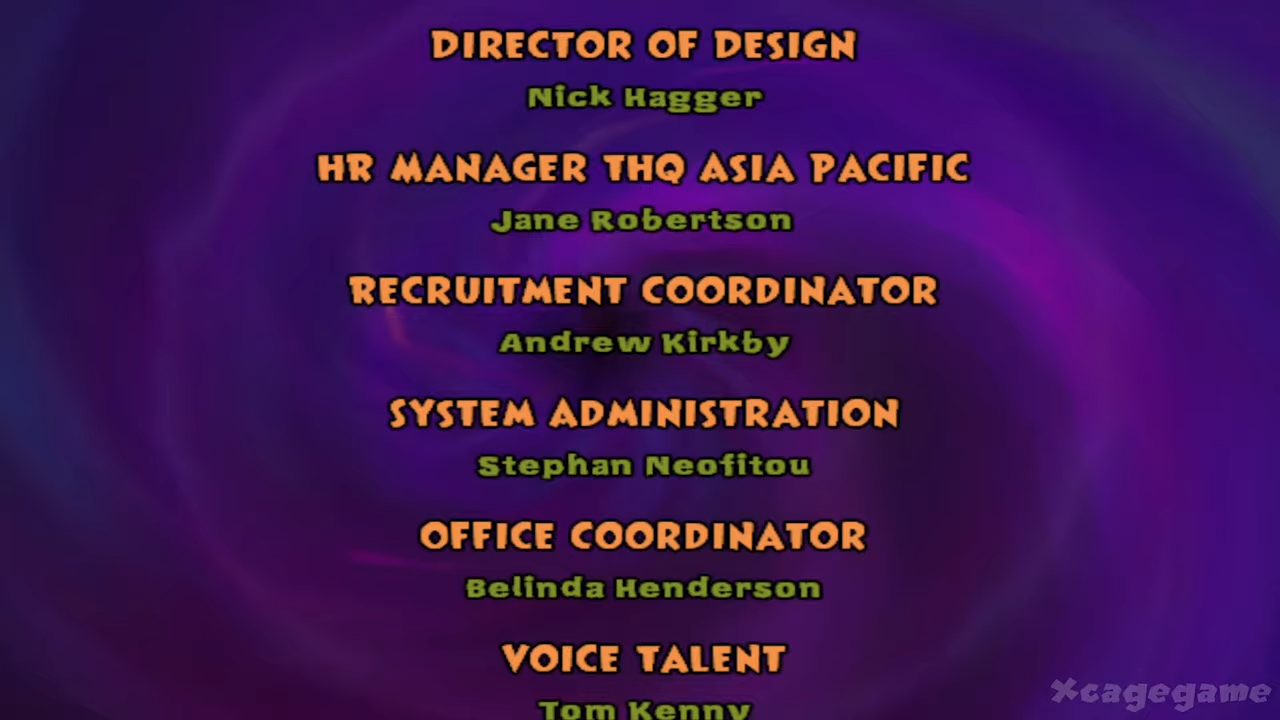 DIRECTOR OF DESIGN
Nick Hagger
HR MANAGER THQ ASIA PACIFIC
Jane Robertson
RECRUITMENT COORDINATOR
Andrew Kirkby
SYSTEM ADMINISTRATION
Stephan Neofitou
OFFICE COORDINATOR
Belinda Henderson
VOICE TALENT
Tom Kenny
Xcagegame